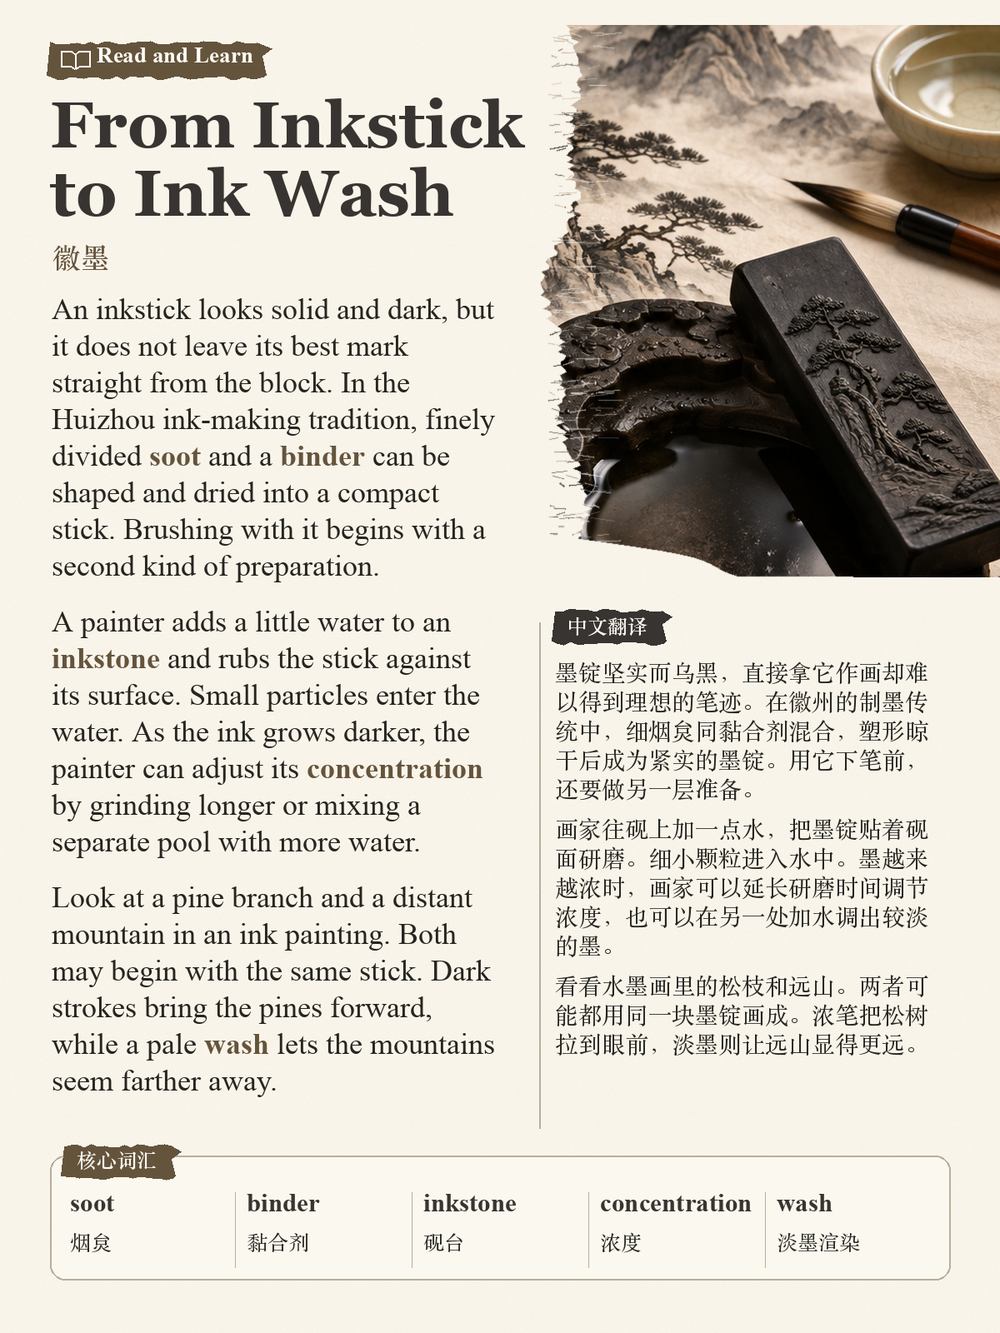 Read and Learn
From Inkstick
to Ink Wash
徽墨
An inkstick looks solid and dark, but
it does not leave its best mark
straight from the block. In the
Huizhou ink-making tradition, finely
divided soot and a binder can be
shaped and dried into a compact
stick. Brushing with it begins with a
second kind of preparation.
A painter adds a little water to an
inkstone and rubs the stick against
its surface. Small particles enter the
water. As the ink grows darker, the
painter can adjust its concentration
by grinding longer or mixing a
separate pool with more water.
Look at a pine branch and a distant
mountain in an ink painting. Both
may begin with the same stick. Dark
strokes bring the pines forward,
while a pale wash lets the mountains
seem farther away.
中文翻译
墨锭坚实而乌黑，直接拿它作画却难
以得到理想的笔迹。在徽州的制墨传
统中，细烟炱同黏合剂混合，塑形晾
干后成为紧实的墨锭。用它下笔前，
还要做另一层准备。
画家往砚上加一点水，把墨锭贴着砚
面研磨。细小颗粒进入水中。墨越来
越浓时，画家可以延长研磨时间调节
浓度，也可以在另一处加水调出较淡
的墨。
看看水墨画里的松枝和远山。两者可
能都用同一块墨锭画成。浓笔把松树
拉到眼前，淡墨则让远山显得更远。
核心词汇
soot
烟炱
binder
黏合剂
inkstone
砚台
concentration
浓度
wash
淡墨渲染